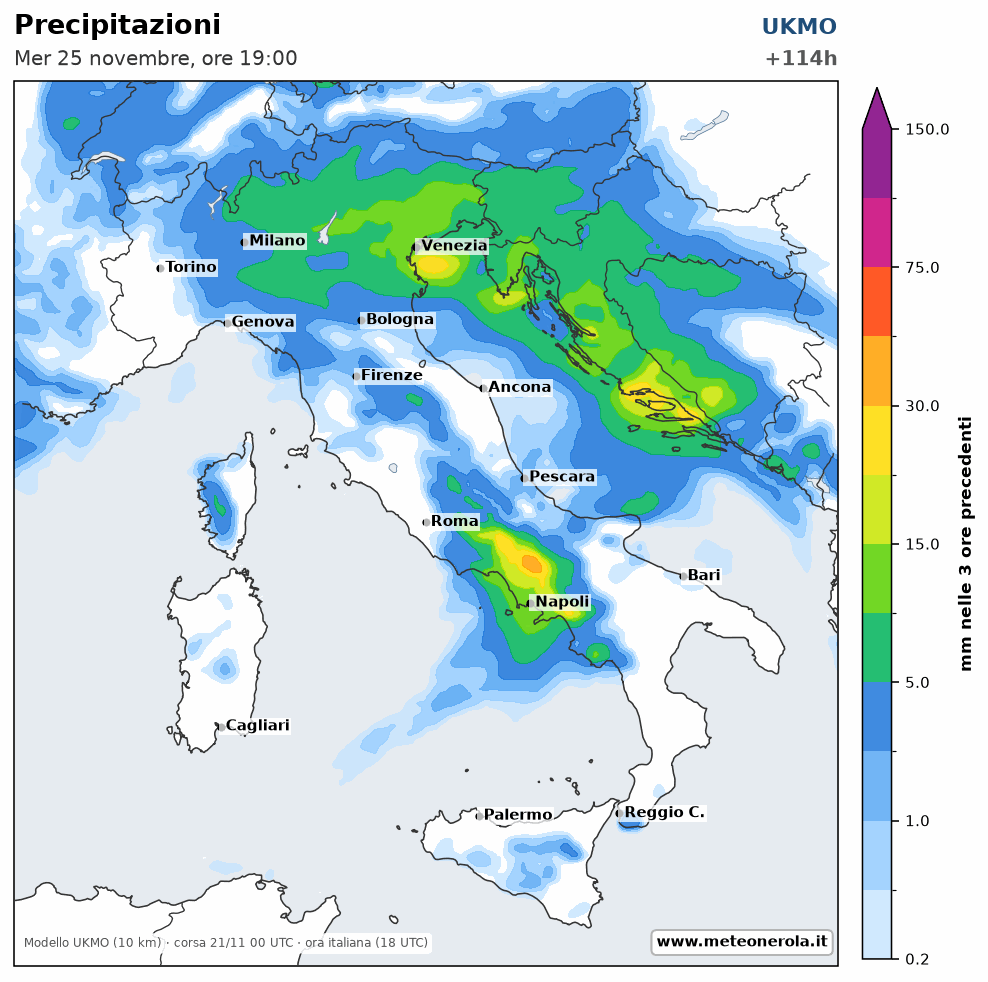 Precipitazioni
UKMO
Mer 25 novembre, ore 19:00
+114h
150.0
75.0
30.0
15.0
5.0
1.0
0.2
mm nelle 3 ore precedenti
Milano
Venezia
Torino
Genova
Bologna
Firenze
Ancona
Pescara
Roma
Bari
Napoli
Cagliari
Palermo
Reggio C.
Modello UKMO (10 km) · corsa 21/11 00 UTC · ora italiana (18 UTC)
www.meteonerola.it